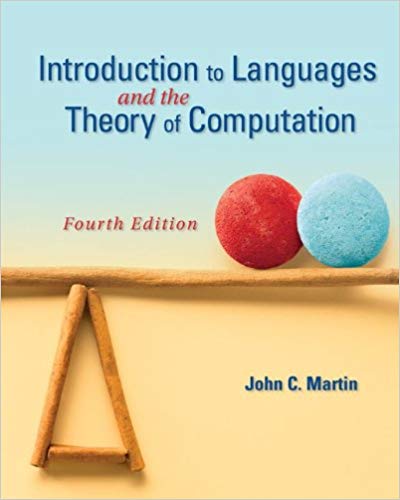 Introduction to Languages
and the
Theory of Computation
Fourth Edition
John C. Martin